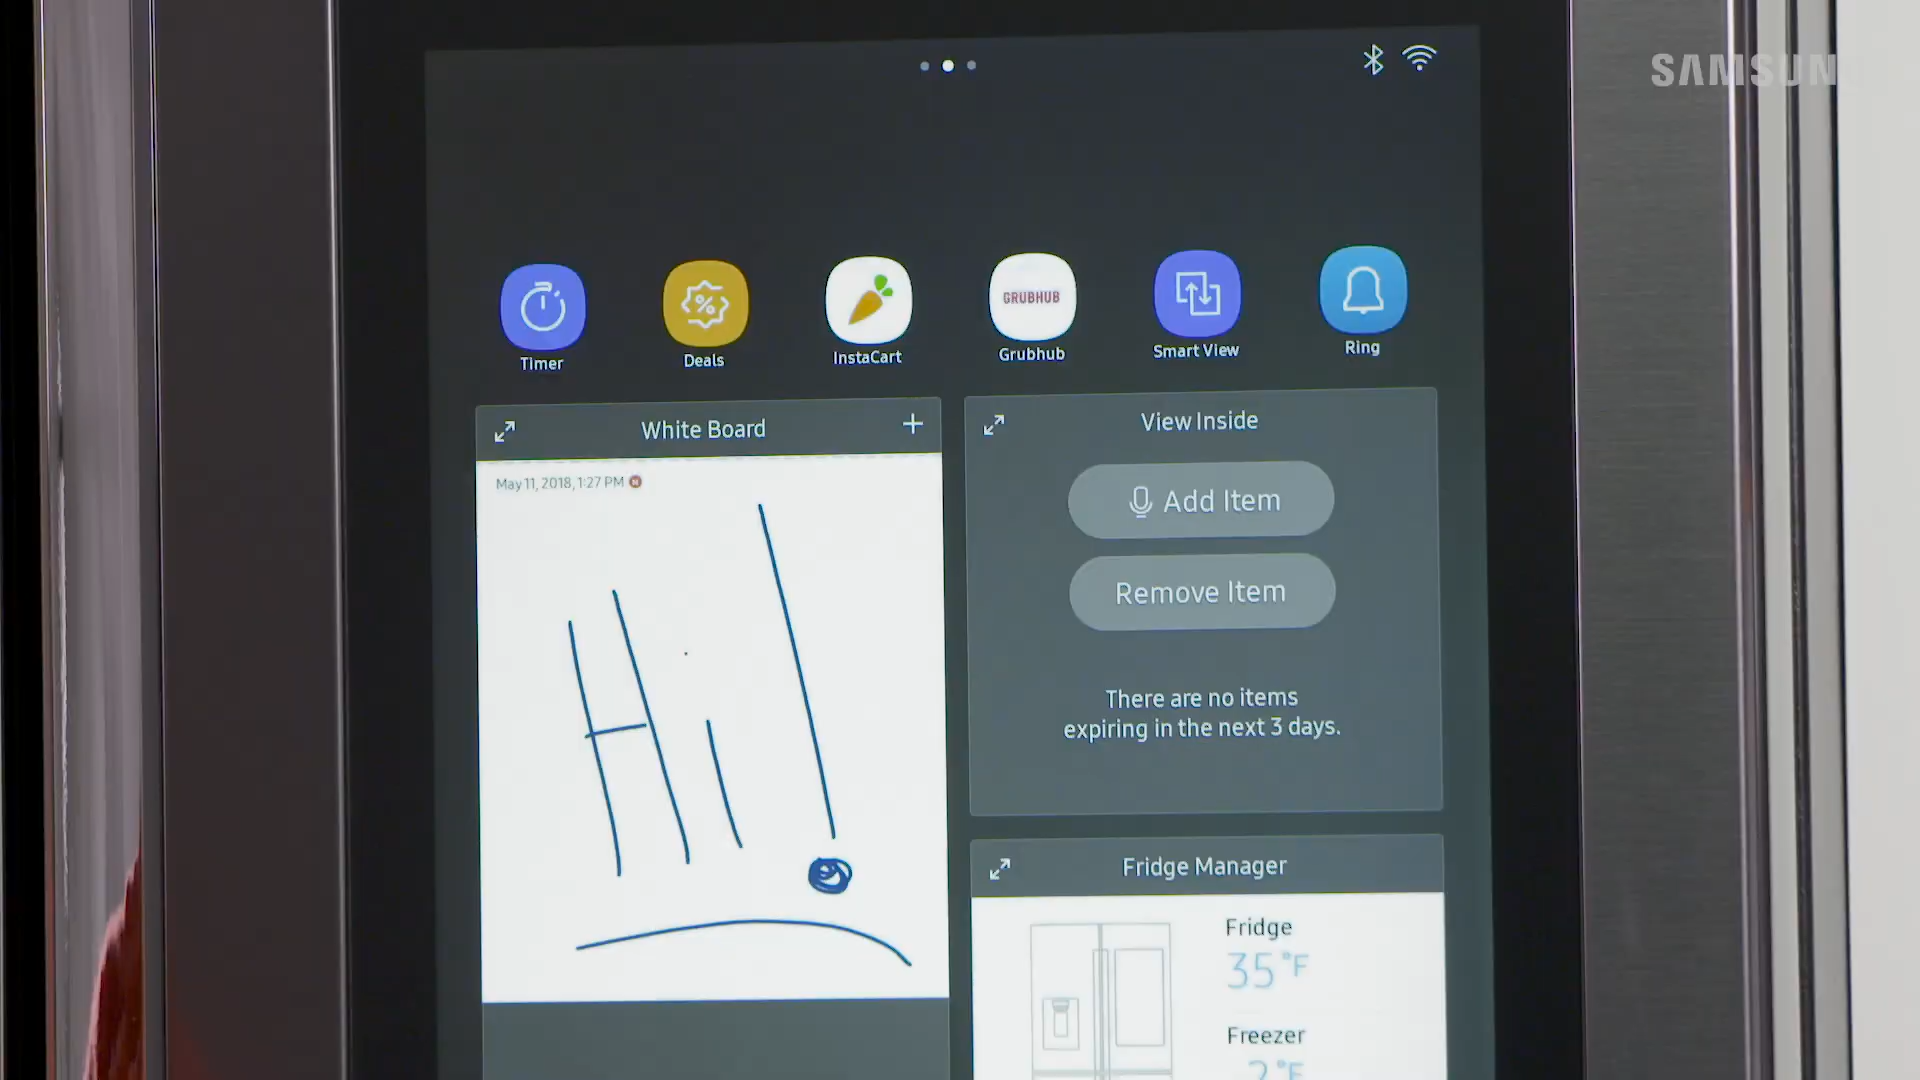 SAMSUN
Timer
Deals
InstaCart
GRUBHUB
Grubhub
Smart View
Ring
White Board
May 11, 2018, 1:27 PM
Hi!
View Inside
Add Item
Remove Item
There are no items
expiring in the next 3 days.
Fridge Manager
Fridge
35 °F
Freezer